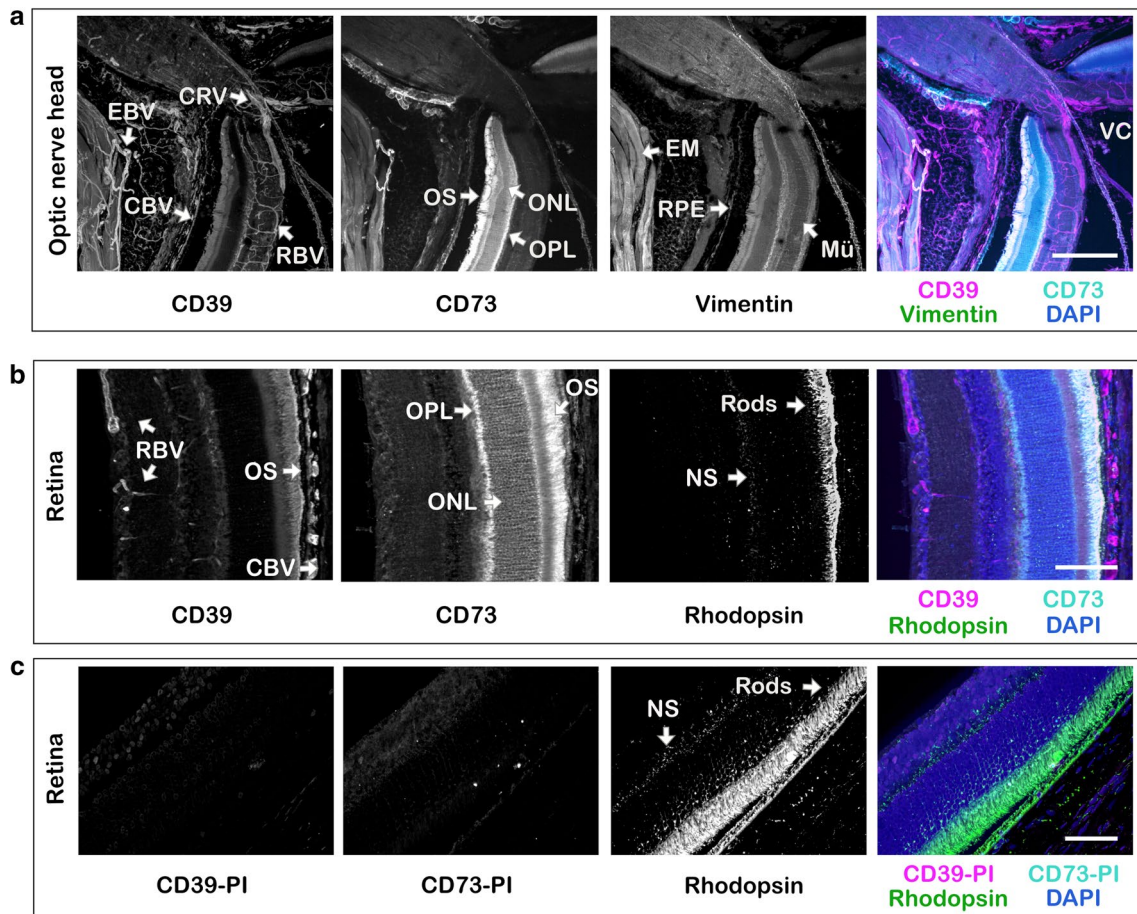 a
Optic nerve head
EBV
CRV
CBV
RBV
CD39
OS
ONL
OPL
CD73
EM
RPE
Mü
Vimentin
VC
CD39 CD73
Vimentin DAPI
b
Retina
RBV
OS
CBV
CD39
OPL
OS
ONL
CD73
Rods
NS
Rhodopsin
CD39 CD73
Rhodopsin DAPI
c
Retina
CD39-PI
CD73-PI
Rods
NS
Rhodopsin
CD39-PI CD73-PI
Rhodopsin DAPI